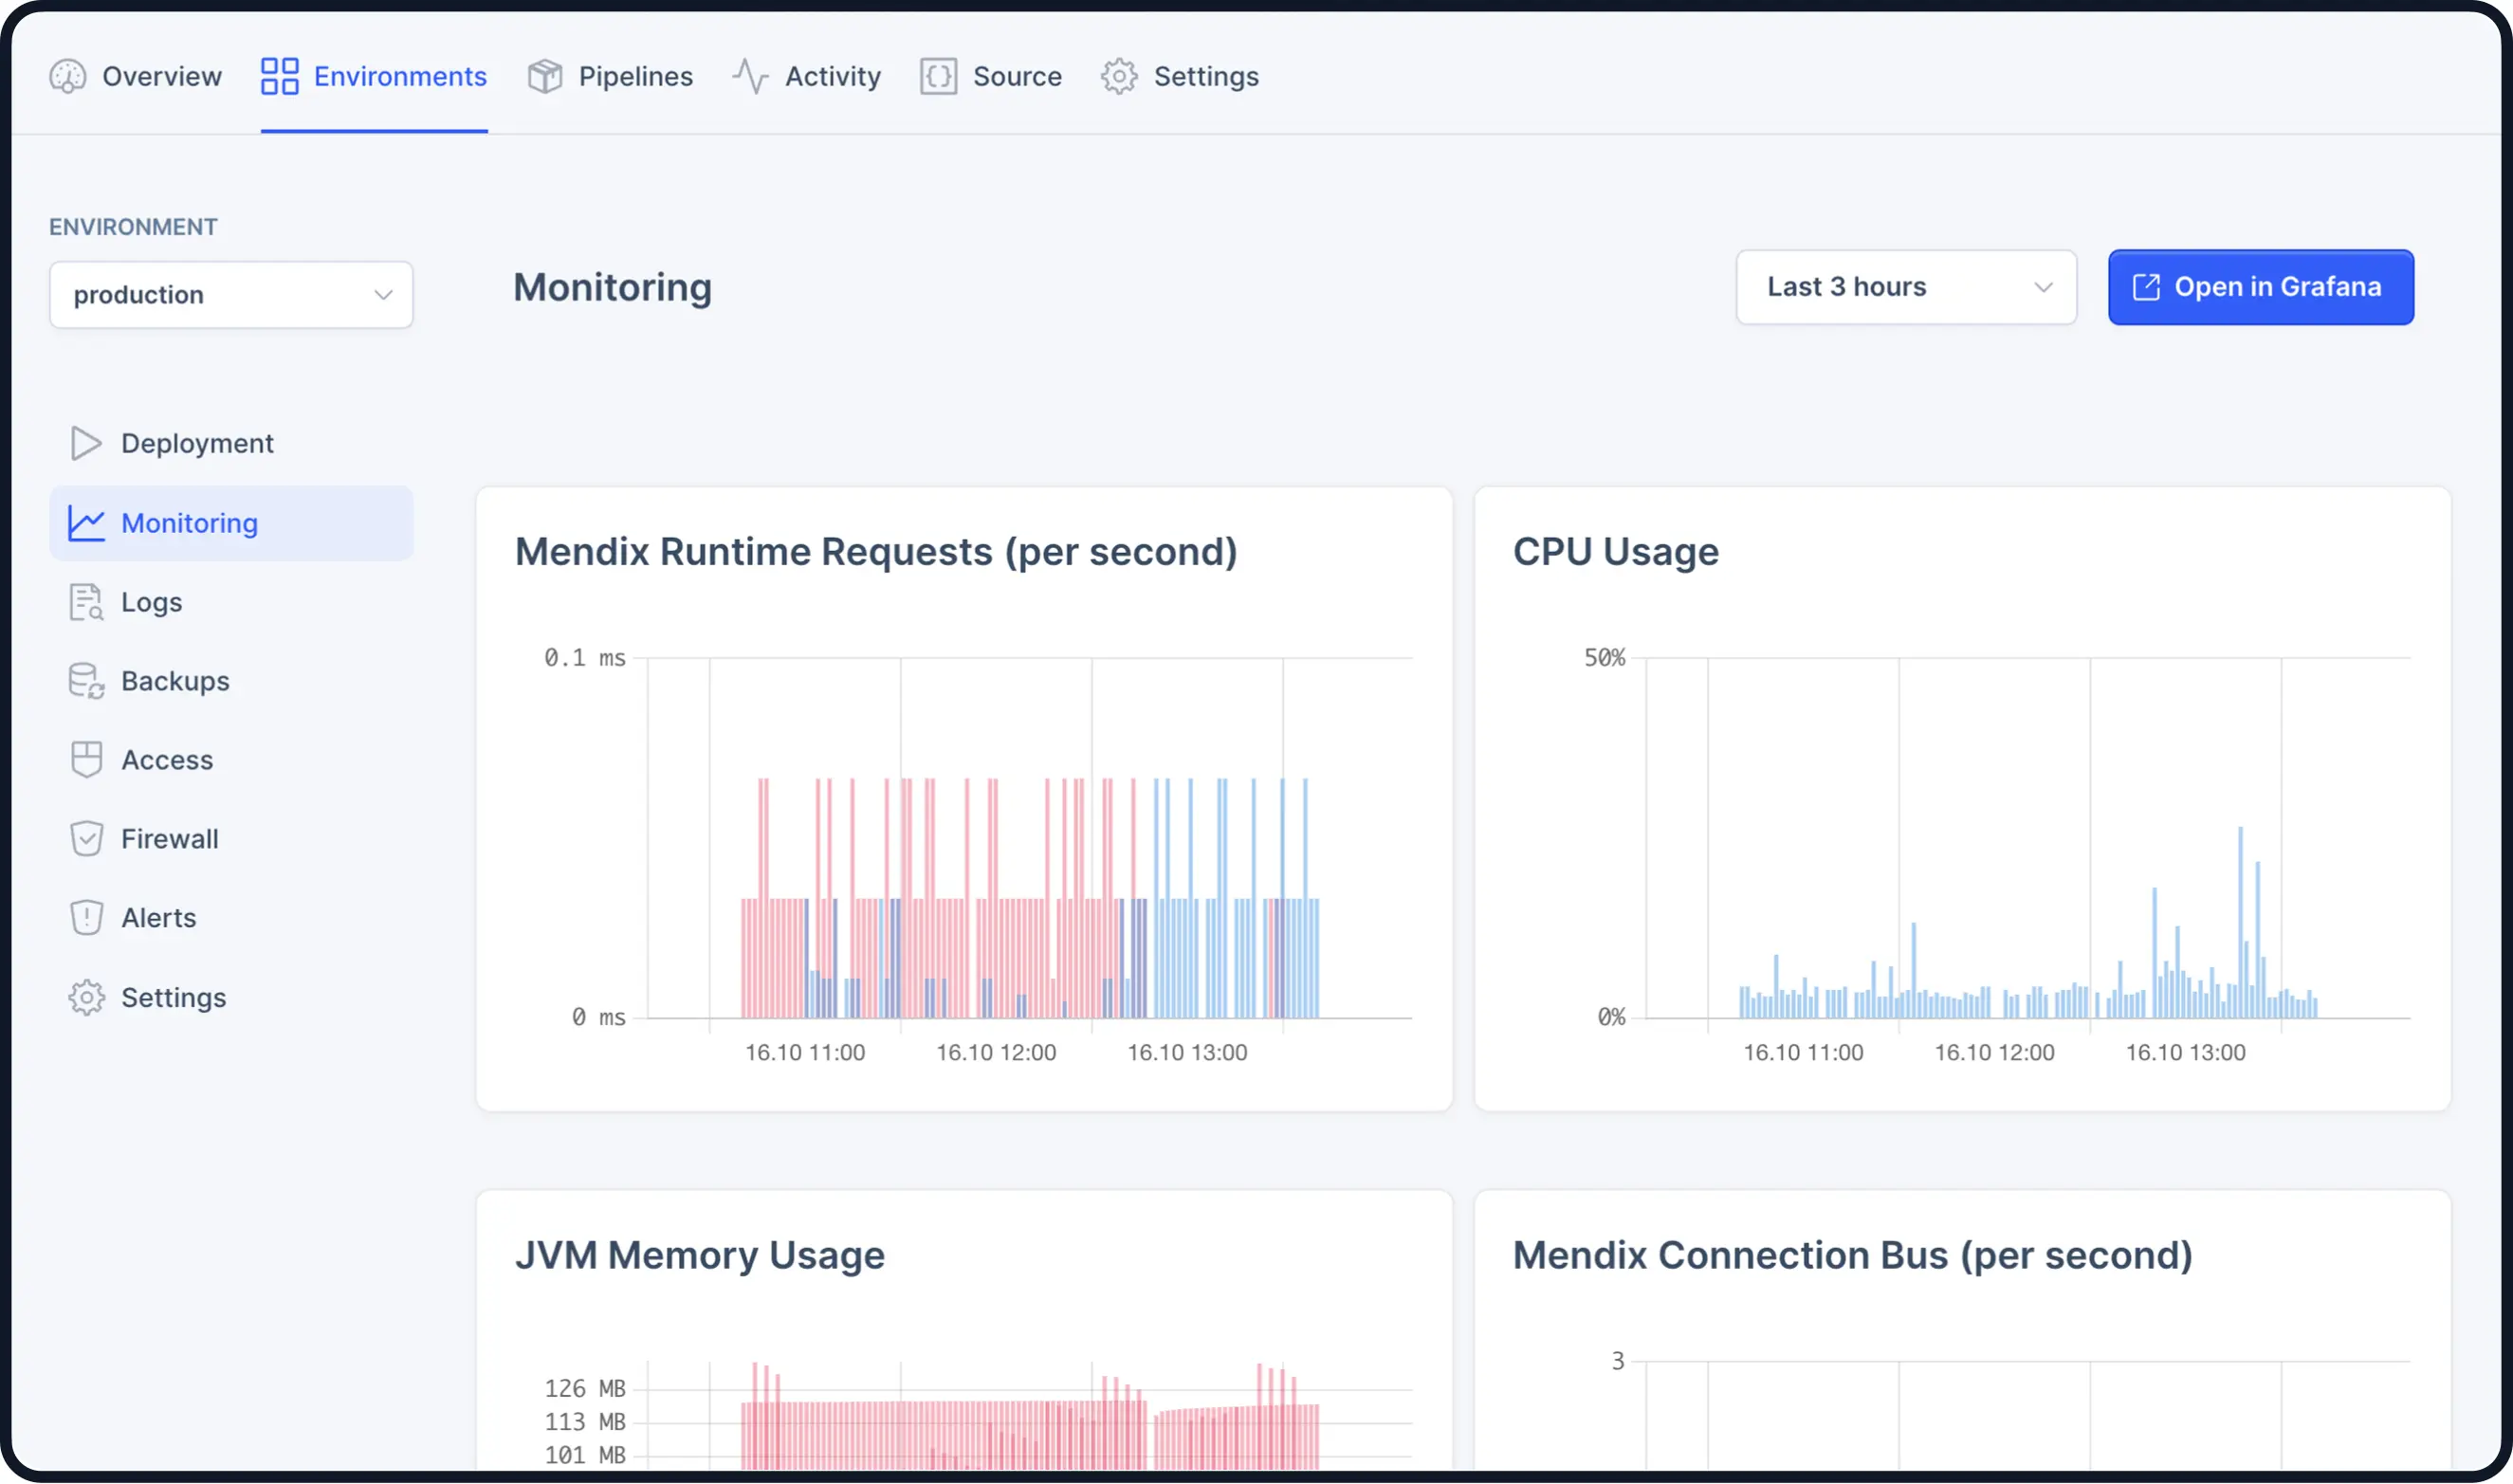 Overview
Environments
Pipelines
Activity
Source
Settings
ENVIRONMENT
production
Monitoring
Last 3 hours
Open in Grafana
Deployment
Monitoring
Logs
Backups
Access
Firewall
Alerts
Settings
Mendix Runtime Requests (per second)
0.1 ms
0 ms
16.10 11:00
16.10 12:00
16.10 13:00
CPU Usage
50%
0%
16.10 11:00
16.10 12:00
16.10 13:00
JVM Memory Usage
126 MB
113 MB
101 MB
Mendix Connection Bus (per second)
3